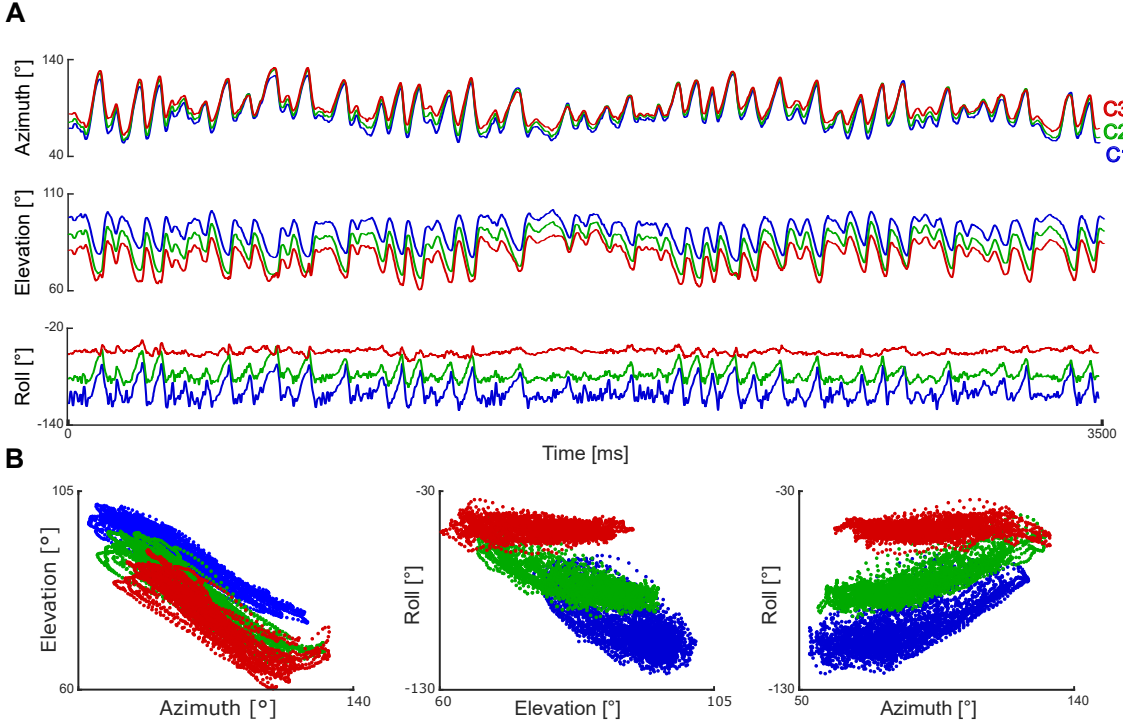 A
Azimuth [°]
140
40
C3
C2
C1
Elevation [°]
110
60
Roll [°]
-20
-140
0
3500
Time [ms]
B
Elevation [°]
105
60
140
Azimuth [°]
Roll [°]
-30
-130
60
105
Elevation [°]
Roll [°]
-30
-130
50
140
Azimuth [°]